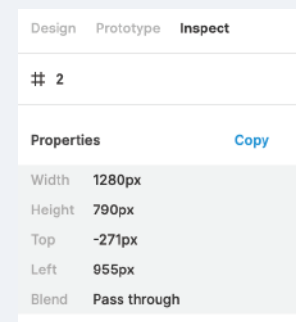 Design Prototype Inspect
2
Properties Copy
Width 1280px
Height 790px
Top -271px
Left 955px
Blend Pass through